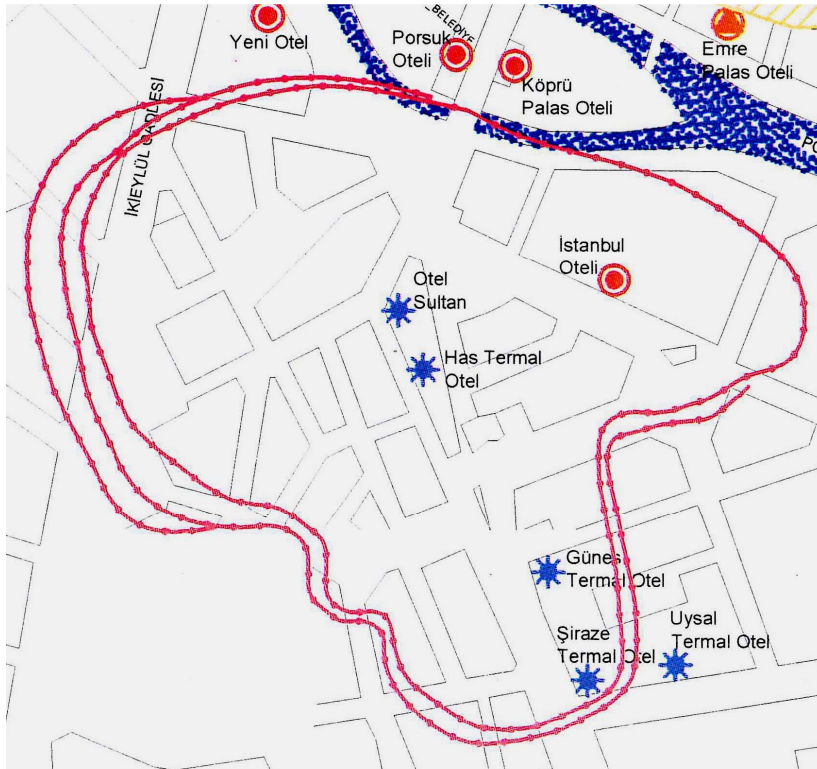 Yeni Otel
Porsuk
Oteli
BELEDİYE
Köprü
Palas Oteli
Emre
Palas Oteli
İKİEYLÜL CADDESİ
İstanbul
Oteli
Otel
Sultan
Has Termal
Otel
Güneş
Termal Otel
Şiraze
Termal Otel
Uysal
Termal Otel